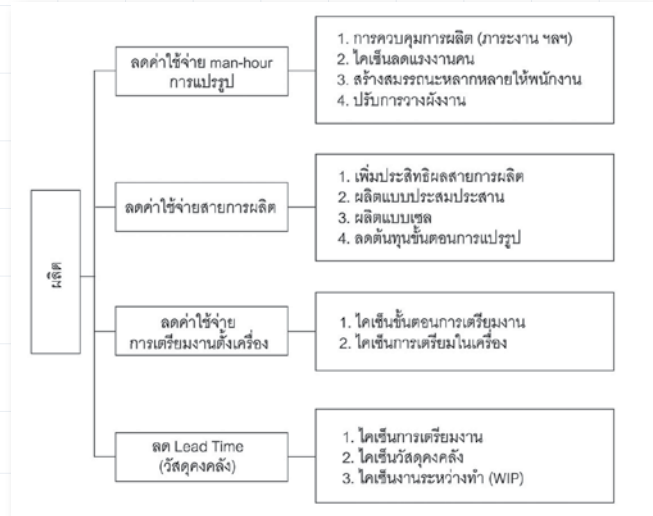 ผลิต
ลดค่าใช้จ่าย man-hour
การแปรรูป
1. การควบคุมการผลิต (ภาระงาน ฯลฯ)
2. ไคเซ็นลดแรงงานคน
3. สร้างสมรรถนะหลากหลายให้พนักงาน
4. ปรับการวางผังงาน
ลดค่าใช้จ่ายสายการผลิต
1. เพิ่มประสิทธิผลสายการผลิต
2. ผลิตแบบประสมประสาน
3. ผลิตแบบเซล
4. ลดต้นทุนขั้นตอนการแปรรูป
ลดค่าใช้จ่าย
การเตรียมงานตั้งเครื่อง
1. ไคเซ็นขั้นตอนการเตรียมงาน
2. ไคเซ็นการเตรียมในเครื่อง
ลด Lead Time
(วัสดุคงคลัง)
1. ไคเซ็นการเตรียมงาน
2. ไคเซ็นวัสดุคงคลัง
3. ไคเซ็นงานระหว่างทำ (WIP)